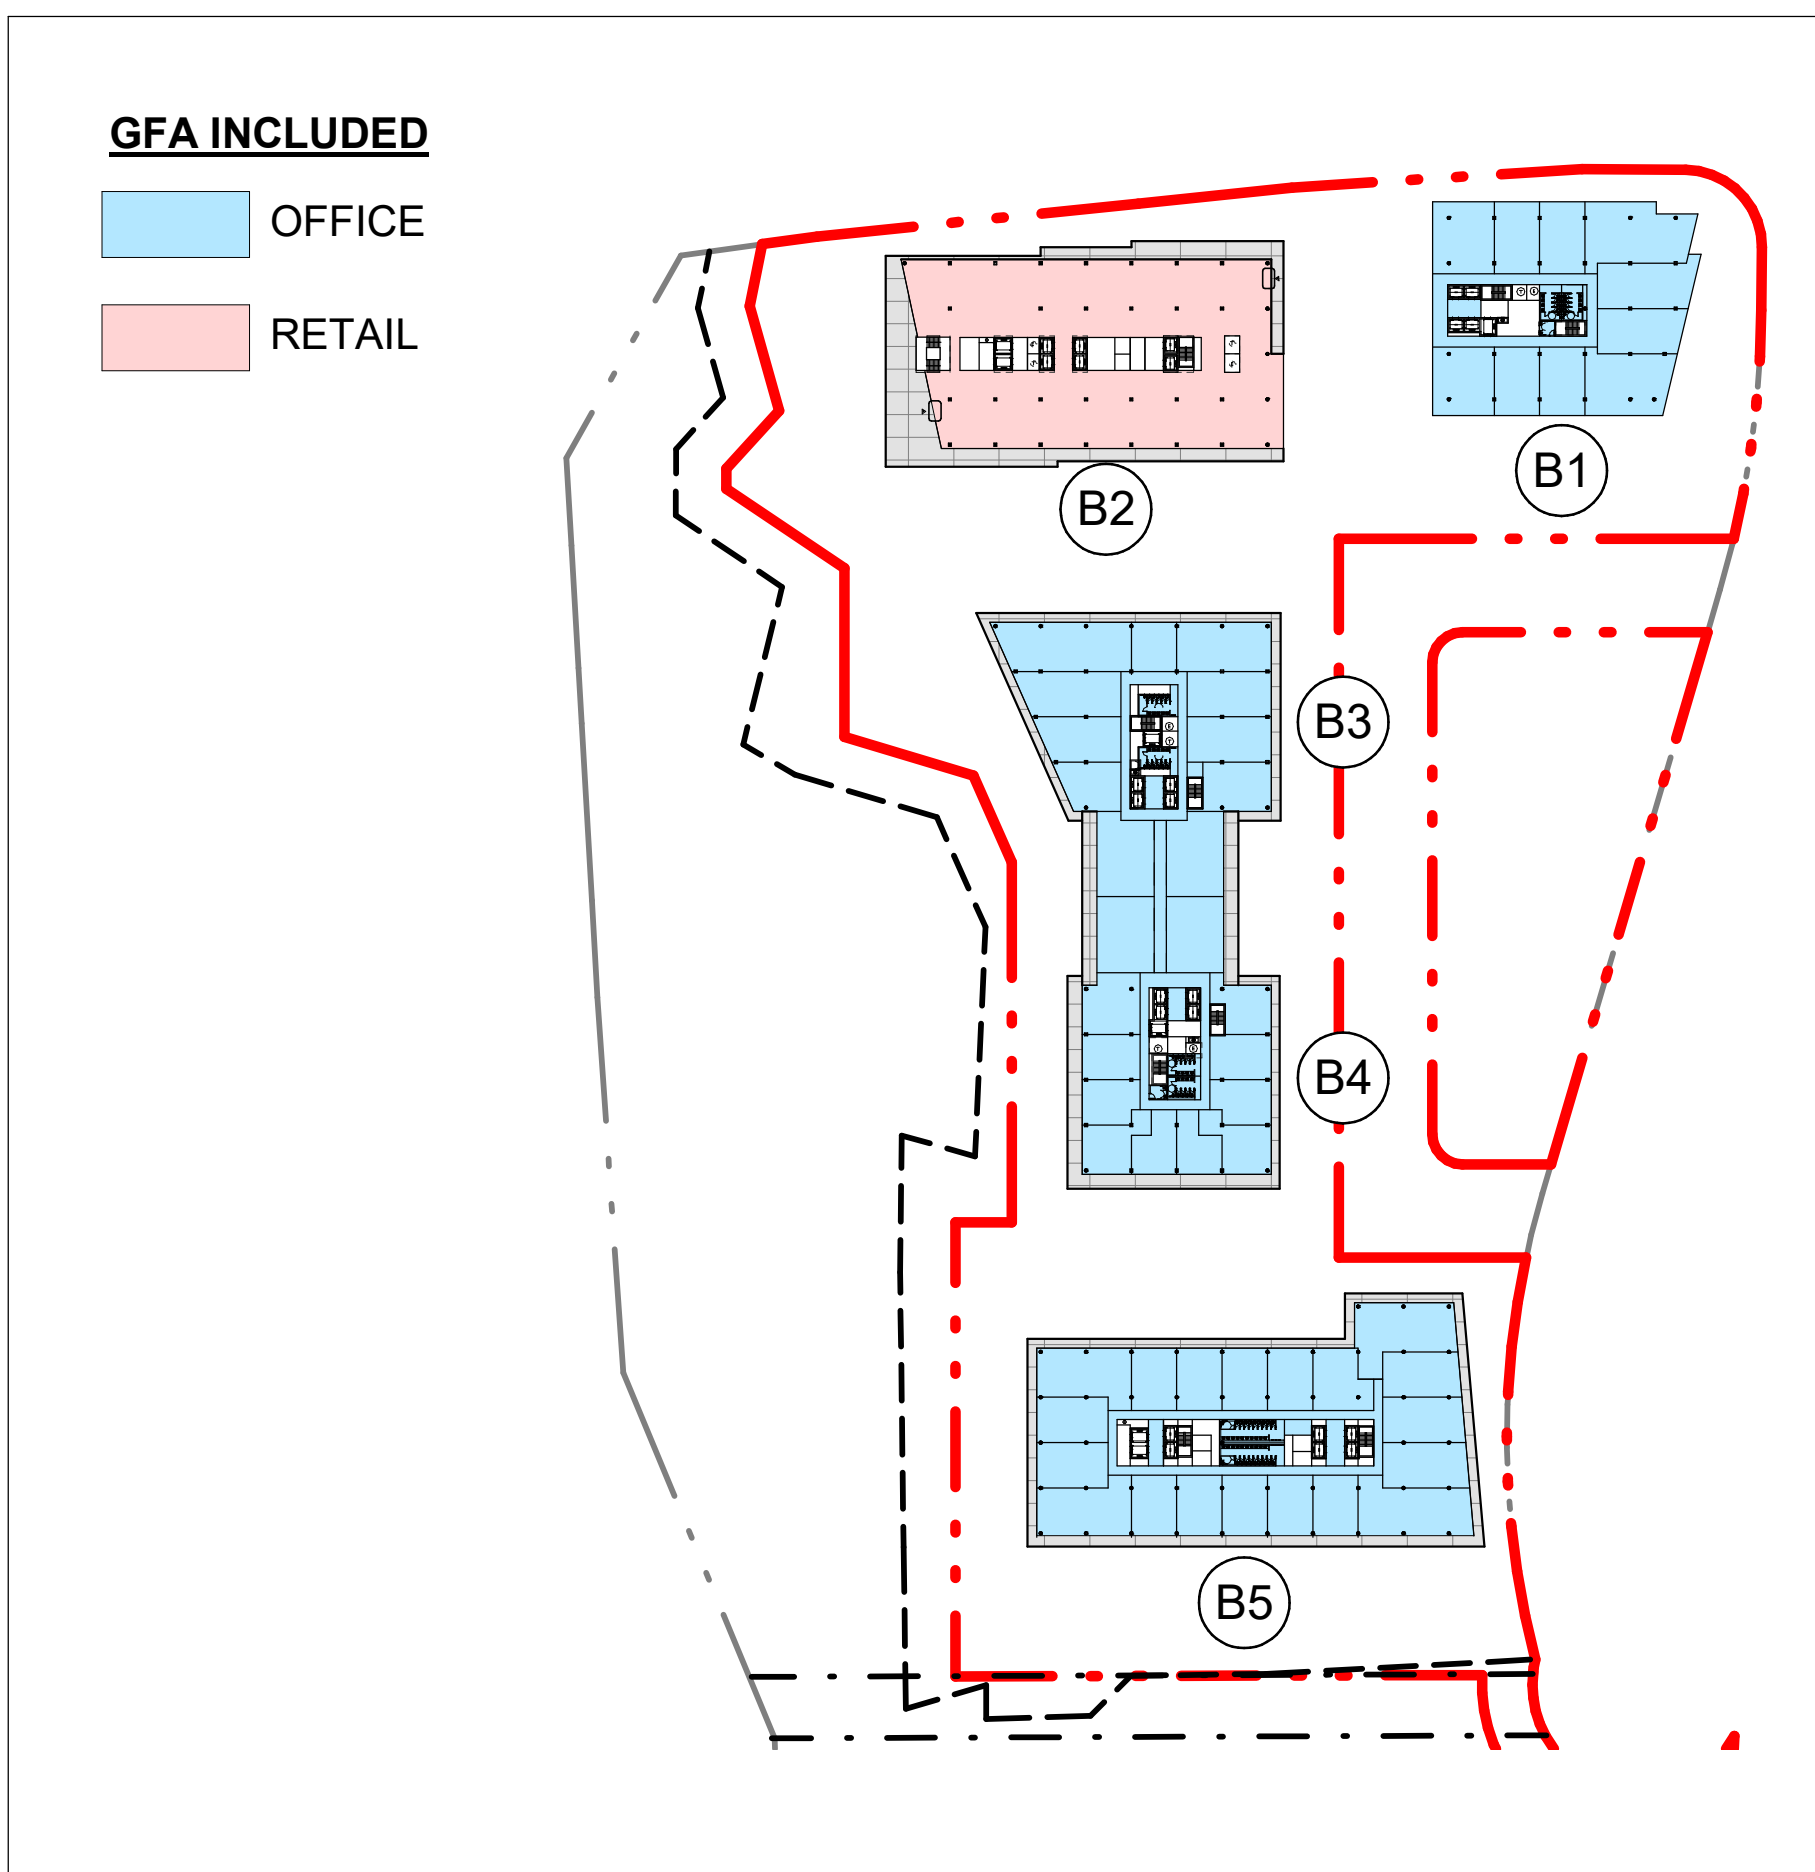 GFA INCLUDED
OFFICE
RETAIL
B1
B2
B3
B4
B5